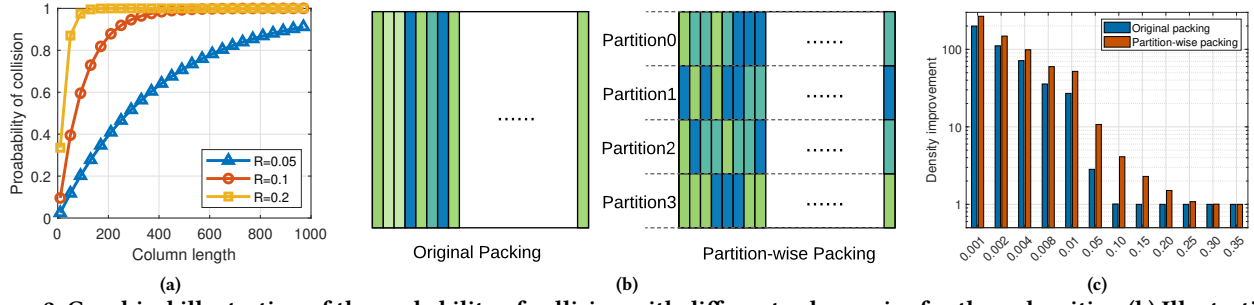 1
0.8
0.6
0.4
0.2
0
0 200 400 600 800 1000
Proabability of collision
Column length
R=0.05
R=0.1
R=0.2
(a)
......
Original Packing
Partition0
Partition1
Partition2
Partition3
......
......
......
......
Partition-wise Packing
(b)
Density improvement
100
10
1
Original packing
Partition-wise packing
0.001 0.002 0.004 0.008 0.01 0.05 0.10 0.15 0.20 0.25 0.30 0.35
(c)